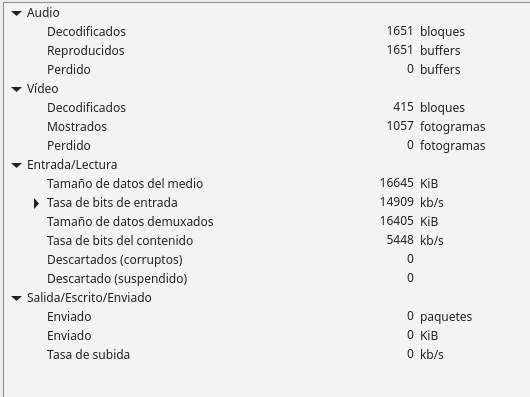 Audio
Decodificados 1651 bloques
Reproducidos 1651 buffers
Perdido 0 buffers
Vídeo
Decodificados 415 bloques
Mostrados 1057 fotogramas
Perdido 0 fotogramas
Entrada/Lectura
Tamaño de datos del medio 16645 KiB
Tasa de bits de entrada 14909 kb/s
Tamaño de datos demuxados 16405 KiB
Tasa de bits del contenido 5448 kb/s
Descartados (corruptos) 0
Descartado (suspendido) 0
Salida/Escrito/Enviado
Enviado 0 paquetes
Enviado 0 KiB
Tasa de subida 0 kb/s